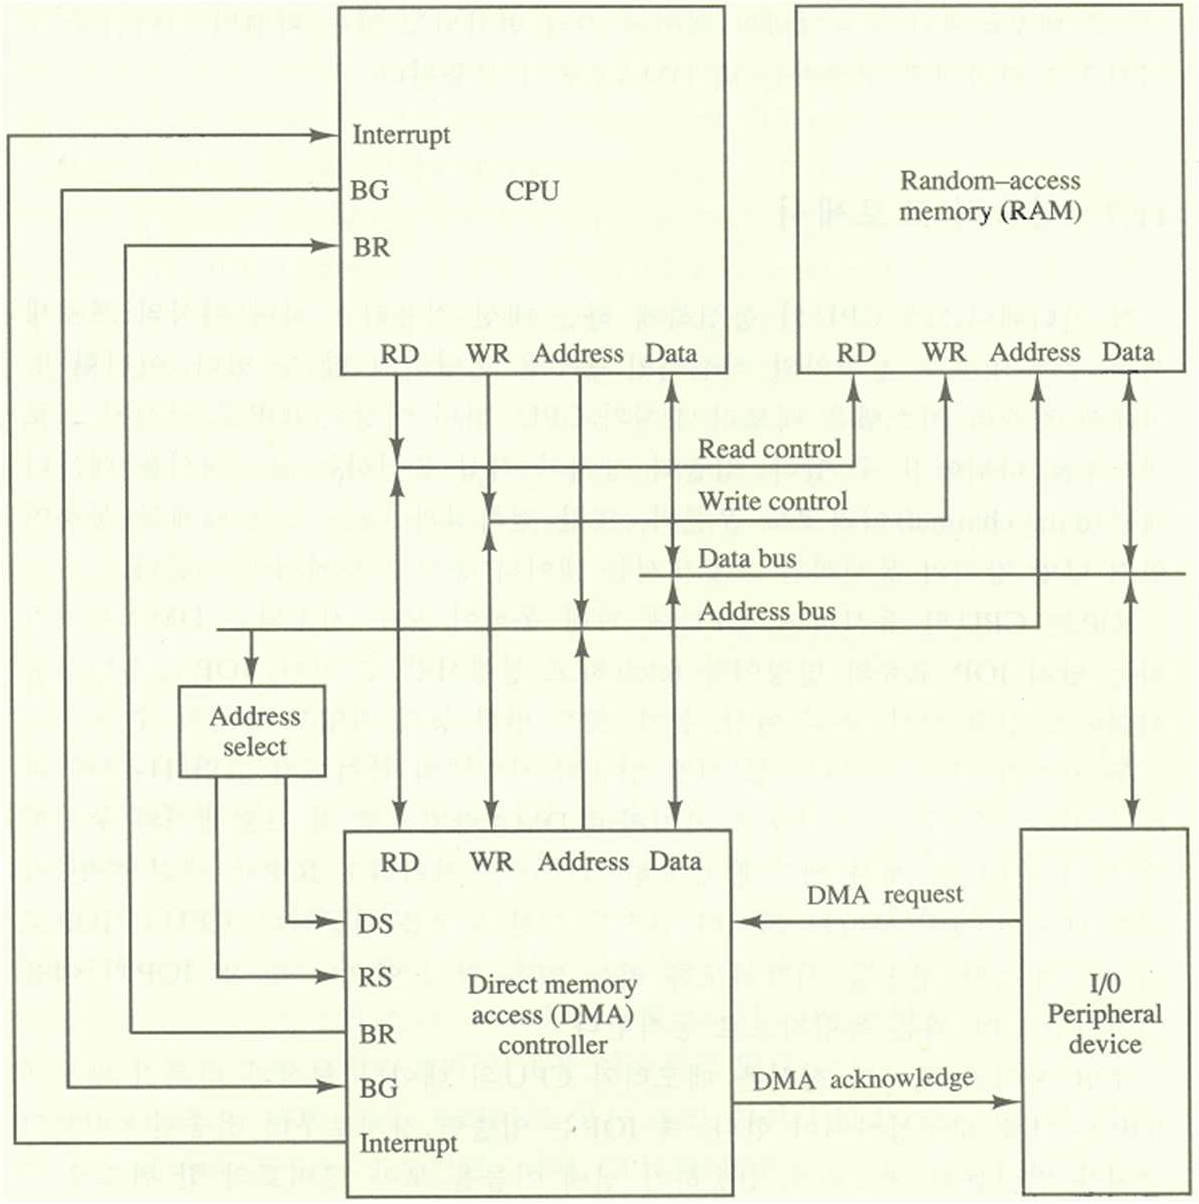 Interrupt
BG
CPU
BR
Random–access
memory (RAM)
RD WR Address Data
RD WR Address Data
Read control
Write control
Data bus
Address bus
Address
select
RD WR Address Data
DS
RS
BR
BG
Interrupt
Direct memory
access (DMA)
controller
DMA request
DMA acknowledge
I/0
Peripheral
device